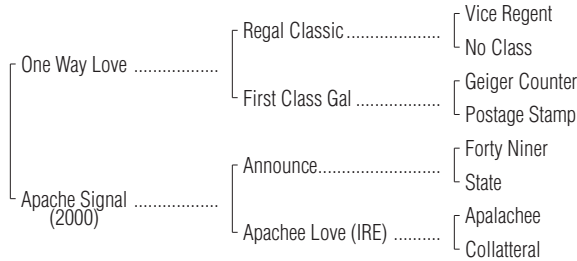 Vice Regent
Regal Classic....................
No Class
One Way Love ..................
Geiger Counter
First Class Gal .................
Postage Stamp
Forty Niner
Announce..........................
State
Apache Signal ..................
(2000)
Apalachee
Apachee Love (IRE) ..........
Collatteral